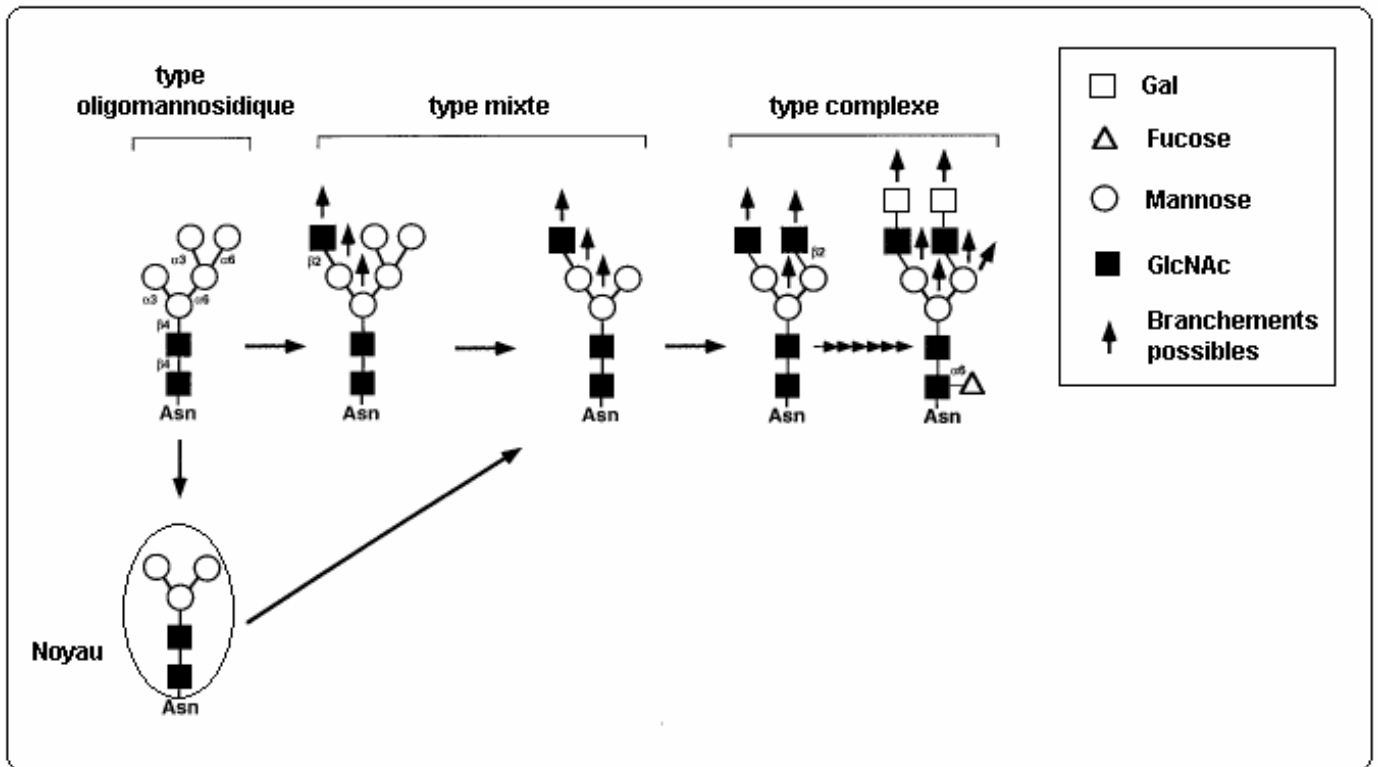 type
oligomannosidique
type mixte
type complexe
Gal
Fucose
Mannose
GlcNAc
Branchements
possibles
α3
α6
α3
α6
β4
β4
Asn
β2
Asn
Asn
β2
Asn
α6
Asn
Noyau
Asn